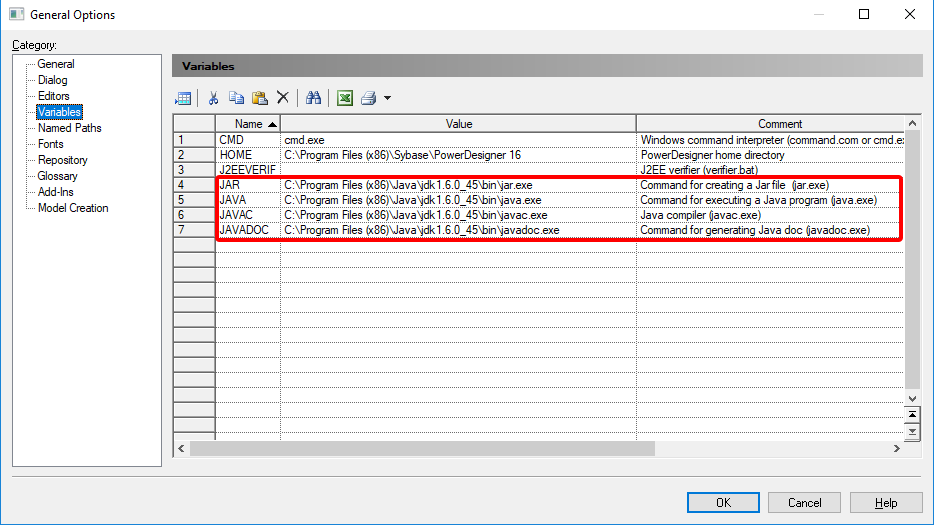 General Options
Category:
General
Dialog
Editors
Variables
Named Paths
Fonts
Repository
Glossary
Add-Ins
Model Creation
Variables
Name Value Comment
1 CMD cmd.exe Windows command interpreter (command.com or cmd.ex
2 HOME C:\Program Files (x86)\Sybase\PowerDesigner 16 PowerDesigner home directory
3 J2EEVERIF J2EE verifier (verifier.bat)
4 JAR C:\Program Files (x86)\Java\jdk1.6.0_45\bin\jar.exe Command for creating a Jar file (jar.exe)
5 JAVA C:\Program Files (x86)\Java\jdk1.6.0_45\bin\java.exe Command for executing a Java program (java.exe)
6 JAVAC C:\Program Files (x86)\Java\jdk1.6.0_45\bin\javac.exe Java compiler (javac.exe)
7 JAVADOC C:\Program Files (x86)\Java\jdk1.6.0_45\bin\javadoc.exe Command for generating Java doc (javadoc.exe)
OK Cancel Help